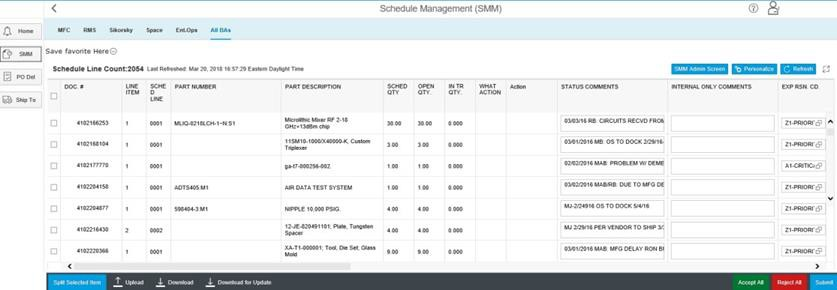 Schedule Management (SMM)
MFC RMS Sikorsky Space Ent.Ops All BAs
Home
SMM
PO Del
Ship To
Save favorite Here
Schedule Line Count:2054 Last Refreshed: Mar 20, 2018 16:57:29 Eastern Daylight Time
SMM Admin Screen Personalize Refresh
DOC. # LINE ITEM SCHED LINE PART NUMBER PART DESCRIPTION SCHED QTY OPEN QTY. IN TR QTY. WHAT ACTION Action STATUS COMMENTS INTERNAL ONLY COMMENTS EXP RSN. CD
4102166253 1 0001 MLIQ-0218LCH-1~N:S1 Microlithic Mixer RF 2-18 GHz+13dBm chip 30.00 30.00 0.000 03/03/16 RB: CIRCUITS RECVD FROM Z1-PRIORI
4102168104 1 0001 11SM10-1000/X40000-K, Custom Triplexer 3.00 3.00 0.000 03/01/2016 MB: OS TO DOCK 2/29/16- Z1-PRIORI
4102177770 1 0001 ga-t7-000256-002. 1.00 1.00 0.000 02/02/2016 MAB: PROBLEM W/ DEME A1-CRITIC
4102204158 1 0001 ADTS405:M1 AIR DATA TEST SYSTEM 1.00 1.00 0.000 03/02/2016 MAB/RB: DUE TO MFG DE Z1-PRIORI
4102204877 1 0001 598404-3:M1 NIPPLE 10,000 PSIG. 4.00 4.00 0.000 MJ-2/24916 OS TO DOCK 5/4/16 Z1-PRIORI
4102216430 2 0002 12-JE-820491101; Plate, Tungsten Spacer 4.00 4.00 0.000 MJ 2/29/16 PER VENDOR TO SHIP 3/ Z1-PRIORI
4102220366 1 0001 XA-T1-000001; Tool, Die Set, Glass Mold 9.00 9.00 0.000 03/01/2016 MAB: MFG DELAY RON B Z1-PRIORI
Split Selected Item Upload Download Download for Update Accept All Reject All Submit